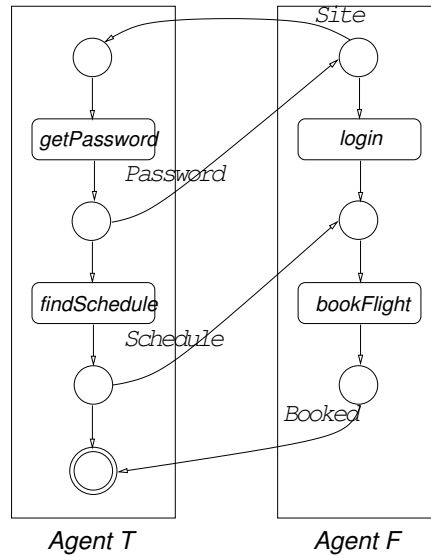 Site
getPassword
login
Password
findSchedule
bookFlight
Schedule
Booked
Agent T
Agent F